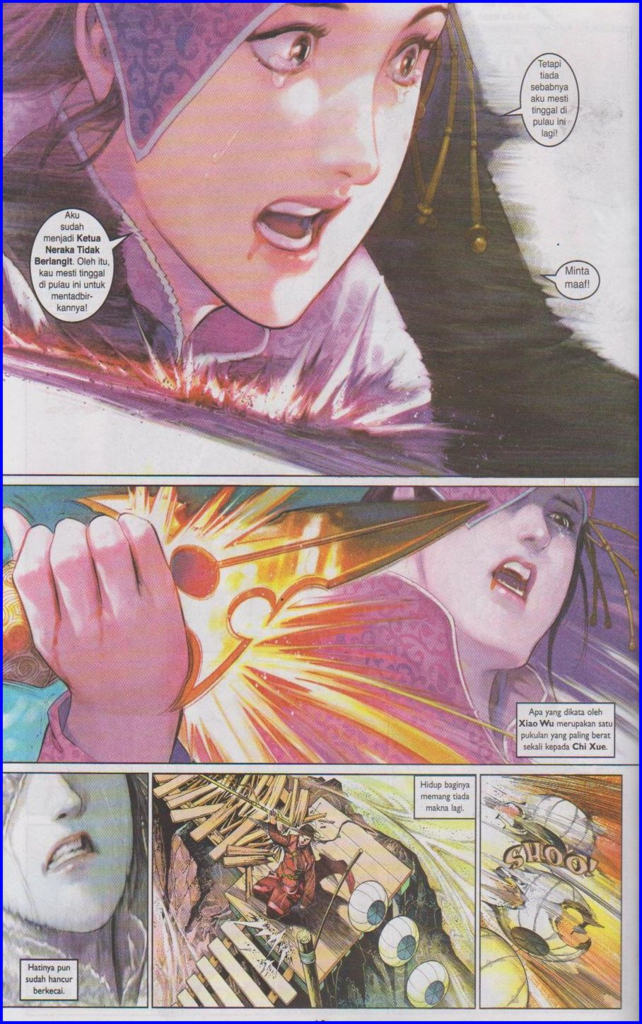 Tetapi
tiada
sebabnya
aku mesti
tinggal di
pulau ini
lagi!
Aku
sudah
menjadi Ketua
Neraka Tidak
Berlangit. Oleh itu,
kau mesti tinggal
di pulau ini untuk
mentadbir-
kannya!
Minta
maaf!
Apa yang dikata oleh
Xiao Wu merupakan satu
pukulan yang paling berat
sekali kepada Chi Xue.
Hatinya pun
sudah hancur
berkecai.
Hidup baginya
memang tiada
makna lagi.
SHOO!